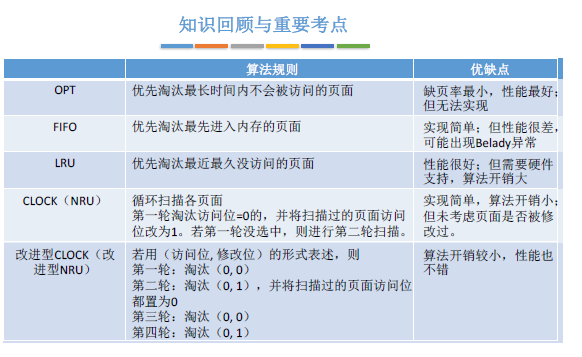 知识回顾与重要考点
算法规则
优缺点
OPT
优先淘汰最长时间内不会被访问的页面
缺页率最小，性能最好；
但无法实现
FIFO
优先淘汰最先进入内存的页面
实现简单；但性能很差，
可能出现Belady异常
LRU
优先淘汰最近最久没访问的页面
性能很好；但需要硬件
支持，算法开销大
CLOCK（NRU）
循环扫描各页面
第一轮淘汰访问位=0的，并将扫描过的页面访问
位改为1。若第一轮没选中，则进行第二轮扫描。
实现简单，算法开销小；
但未考虑页面是否被修
改过。
改进型CLOCK（改
进型NRU）
若用（访问位, 修改位）的形式表述，则
第一轮：淘汰（0, 0）
第二轮：淘汰（0, 1），并将扫描过的页面访问位
都置为0
第三轮：淘汰（0, 0）
第四轮：淘汰（0, 1）
算法开销较小，性能也
不错